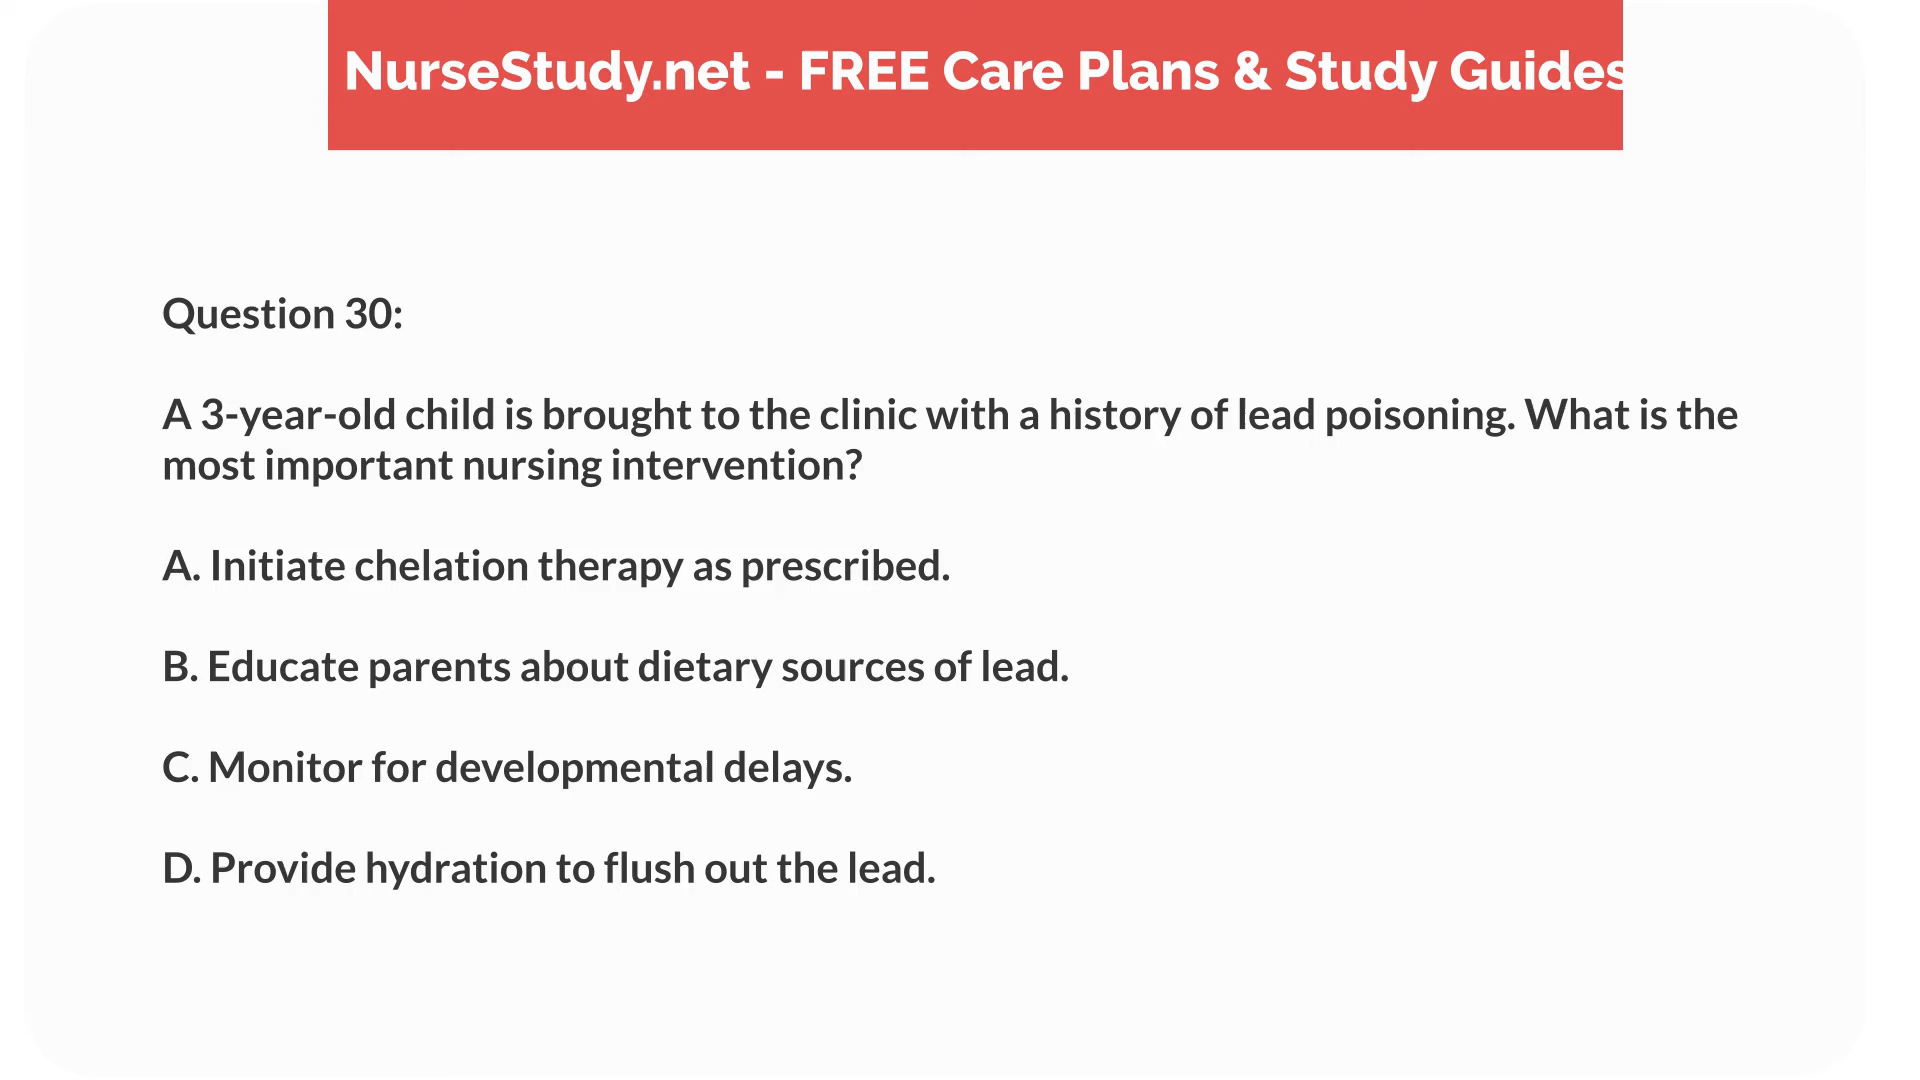 NurseStudy.net - FREE Care Plans & Study Guides
Question 30:
A 3-year-old child is brought to the clinic with a history of lead poisoning. What is the
most important nursing intervention?
A. Initiate chelation therapy as prescribed.
B. Educate parents about dietary sources of lead.
C. Monitor for developmental delays.
D. Provide hydration to flush out the lead.